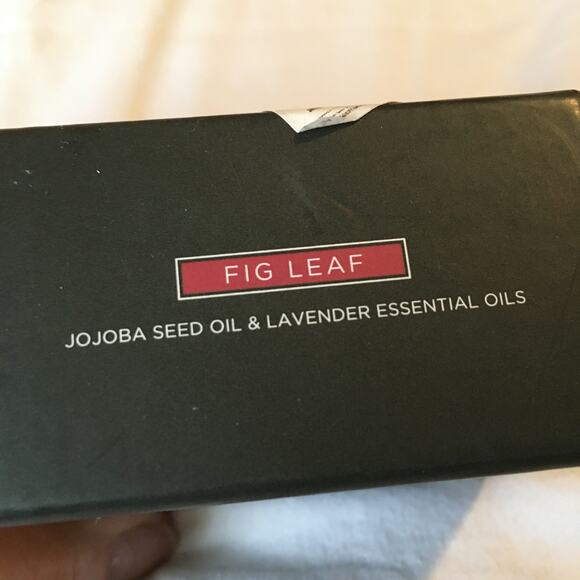 FIG LEAF
JOJOBA SEED OIL & LAVENDER ESSENTIAL OILS